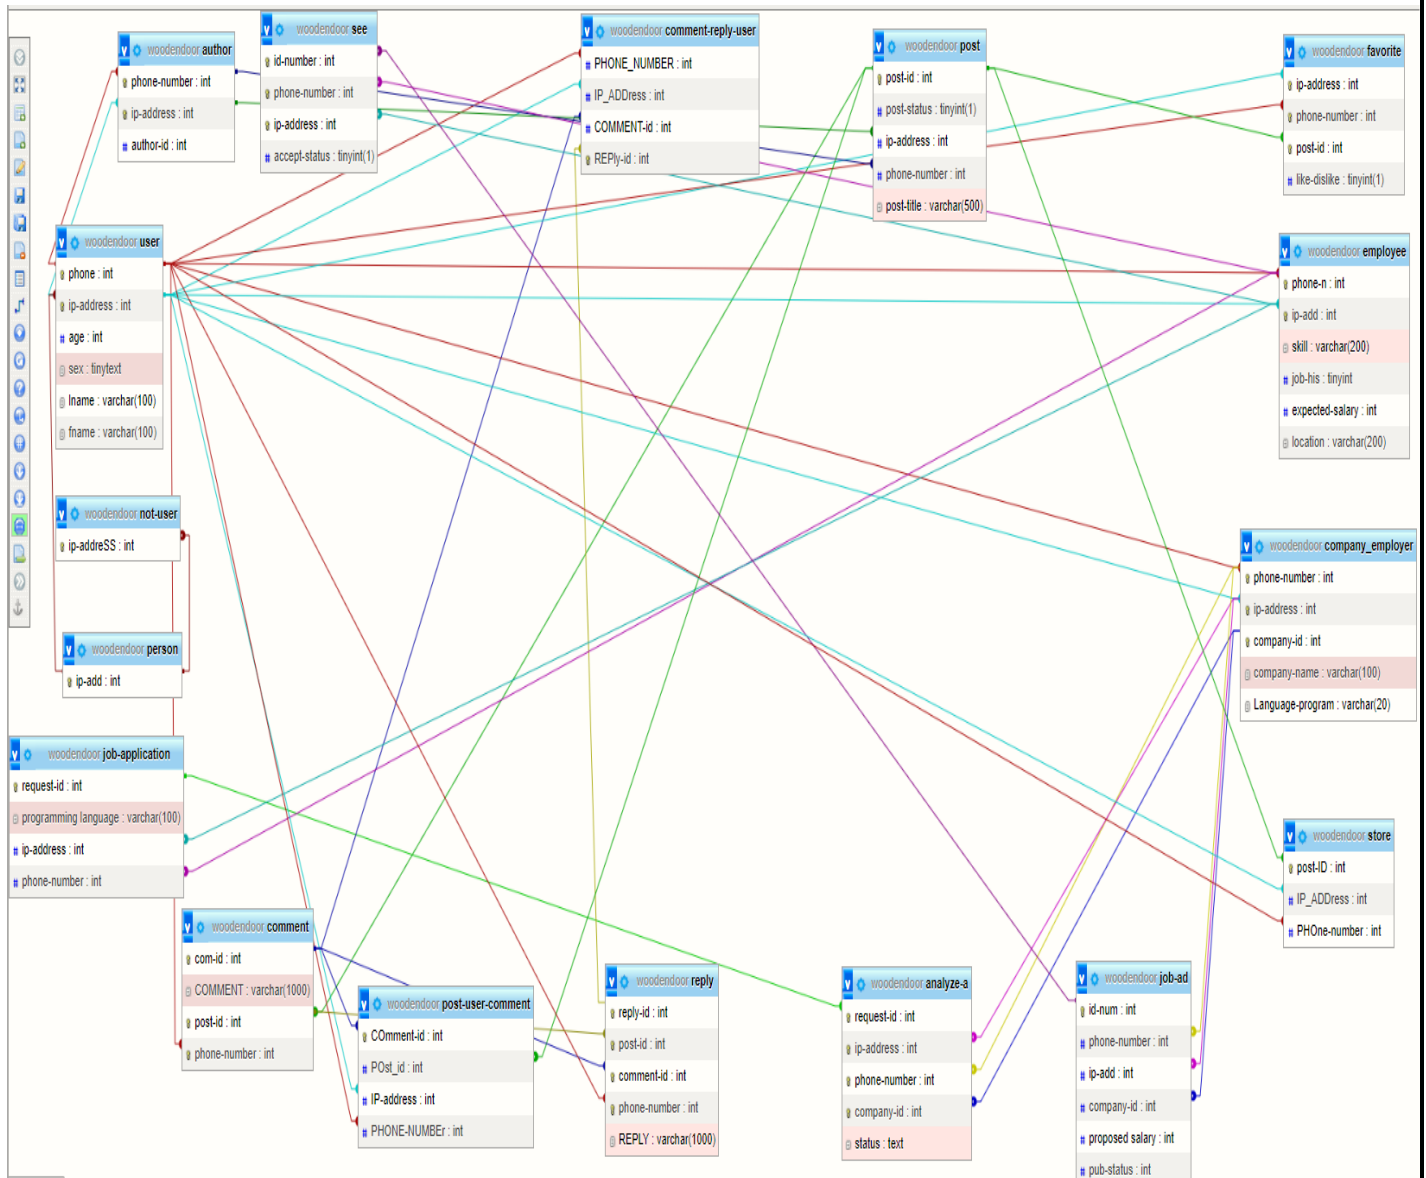 woodendoor author
phone-number : int
ip-address : int
author-id : int
woodendoor see
id-number : int
phone-number : int
ip-address : int
accept-status : tinyint(1)
woodendoor comment-reply-user
PHONE_NUMBER : int
IP_ADDress : int
COMMENT-id : int
REPly-id : int
woodendoor post
post-id : int
post-status : tinyint(1)
ip-address : int
phone-number : int
post-title : varchar(500)
woodendoor favorite
ip-address : int
phone-number : int
post-id : int
like-dislike : tinyint(1)
woodendoor user
phone : int
ip-address : int
age : int
sex : tinytext
lname : varchar(100)
fname : varchar(100)
woodendoor employee
phone-n : int
ip-add : int
skill : varchar(200)
job-his : tinyint
expected-salary : int
location : varchar(200)
woodendoor not-user
ip-addreSS : int
woodendoor person
ip-add : int
woodendoor company_employer
phone-number : int
ip-address : int
company-id : int
company-name : varchar(100)
Language-program : varchar(20)
woodendoor job-application
request-id : int
programming language : varchar(100)
ip-address : int
phone-number : int
woodendoor store
post-ID : int
IP_ADDress : int
PHOne-number : int
woodendoor comment
com-id : int
COMMENT : varchar(1000)
post-id : int
phone-number : int
woodendoor post-user-comment
COmment-id : int
POst_id : int
IP-address : int
PHONE-NUMBEr : int
woodendoor reply
reply-id : int
post-id : int
comment-id : int
phone-number : int
REPLY : varchar(1000)
woodendoor analyze-a
request-id : int
ip-address : int
phone-number : int
company-id : int
status : text
woodendoor job-ad
id-num : int
phone-number : int
ip-add : int
company-id : int
proposed salary : int
pub-status : int